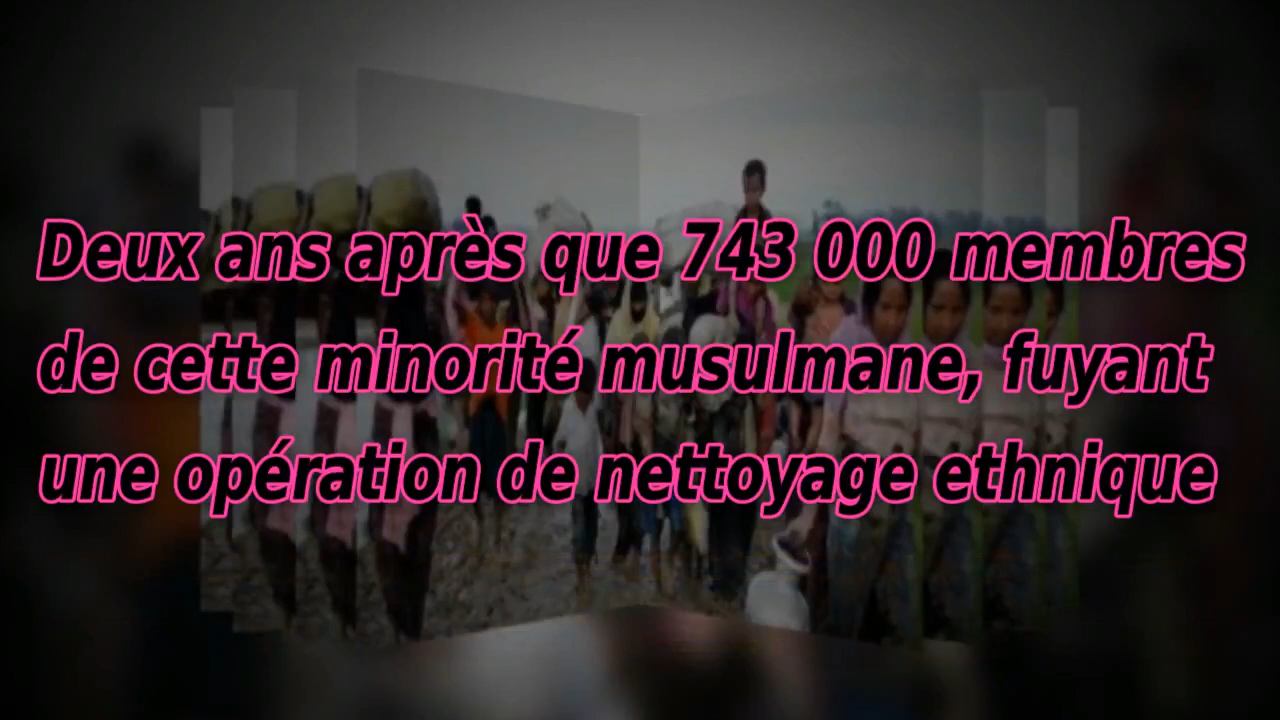 Deux ans après que 743 000 membres
de cette minorité musulmane, fuyant
une opération de nettoyage ethnique